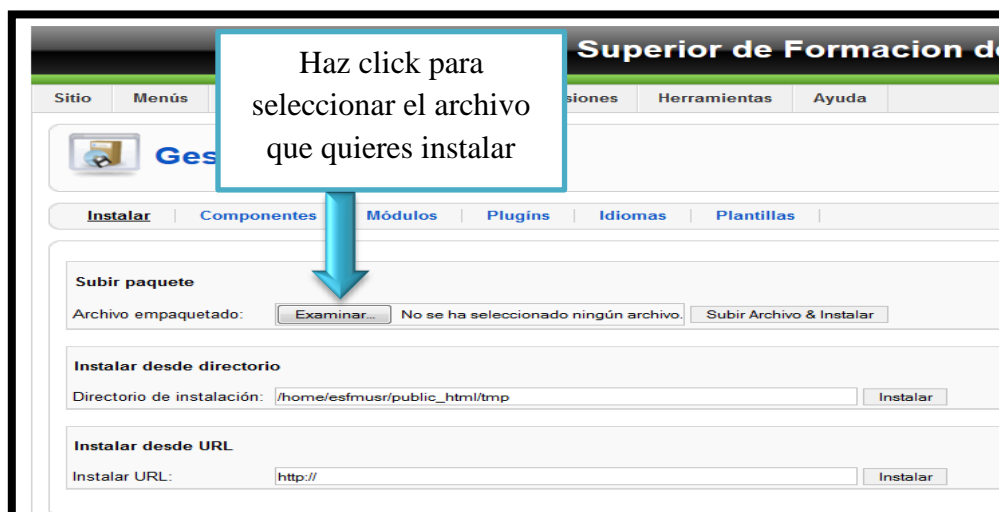 Superior de Formacion d
Haz click para
seleccionar el archivo
que quieres instalar
Sitio Menús siones Herramientas Ayuda
Ges
Instalar Componentes Módulos Plugíns Idiomas Plantillas
Subir paquete
Archivo empaquetado: Examinar... No se ha seleccionado ningún archivo. Subir Archivo & Instalar
Instalar desde directorio
Directorio de instalación: /home/esfmusr/public_html/tmp Instalar
Instalar desde URL
Instalar URL: http:// Instalar